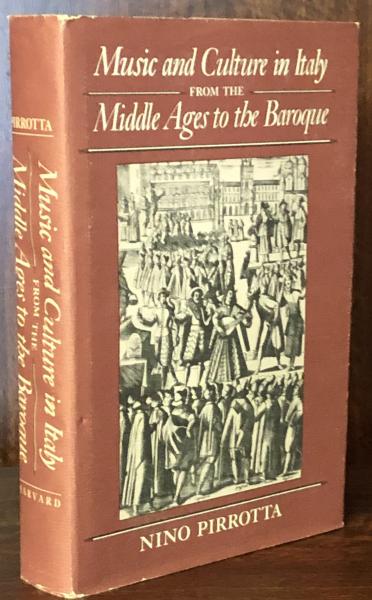 Music and Culture in Italy
FROM THE
Middle Ages to the Baroque
NINO PIRROTTA
PIRROTTA
Music and Culture in Italy
FROM THE
Middle Ages to the Baroque
HARVARD